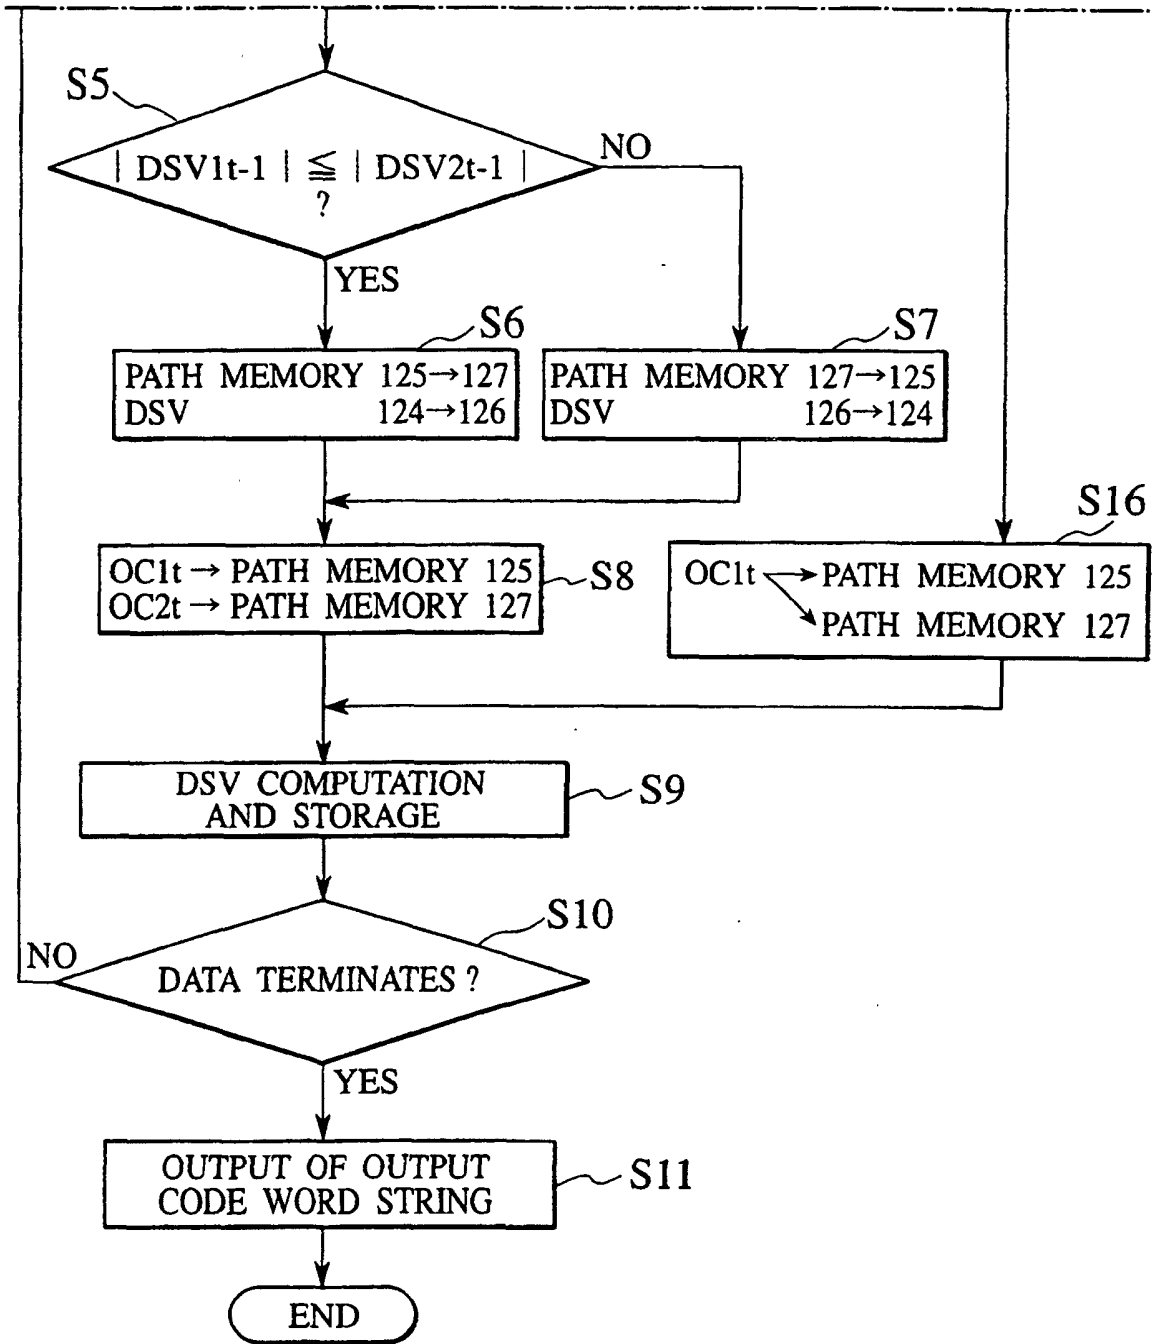 S5
| DSV1t-1 | ≦ | DSV2t-1 |
?
NO
YES
S6
PATH MEMORY 125→127
DSV 124→126
S7
PATH MEMORY 127→125
DSV 126→124
S8
OC1t → PATH MEMORY 125
OC2t → PATH MEMORY 127
S16
OC1t → PATH MEMORY 125
PATH MEMORY 127
DSV COMPUTATION
AND STORAGE
S9
S10
NO
DATA TERMINATES ?
YES
OUTPUT OF OUTPUT
CODE WORD STRING
S11
END